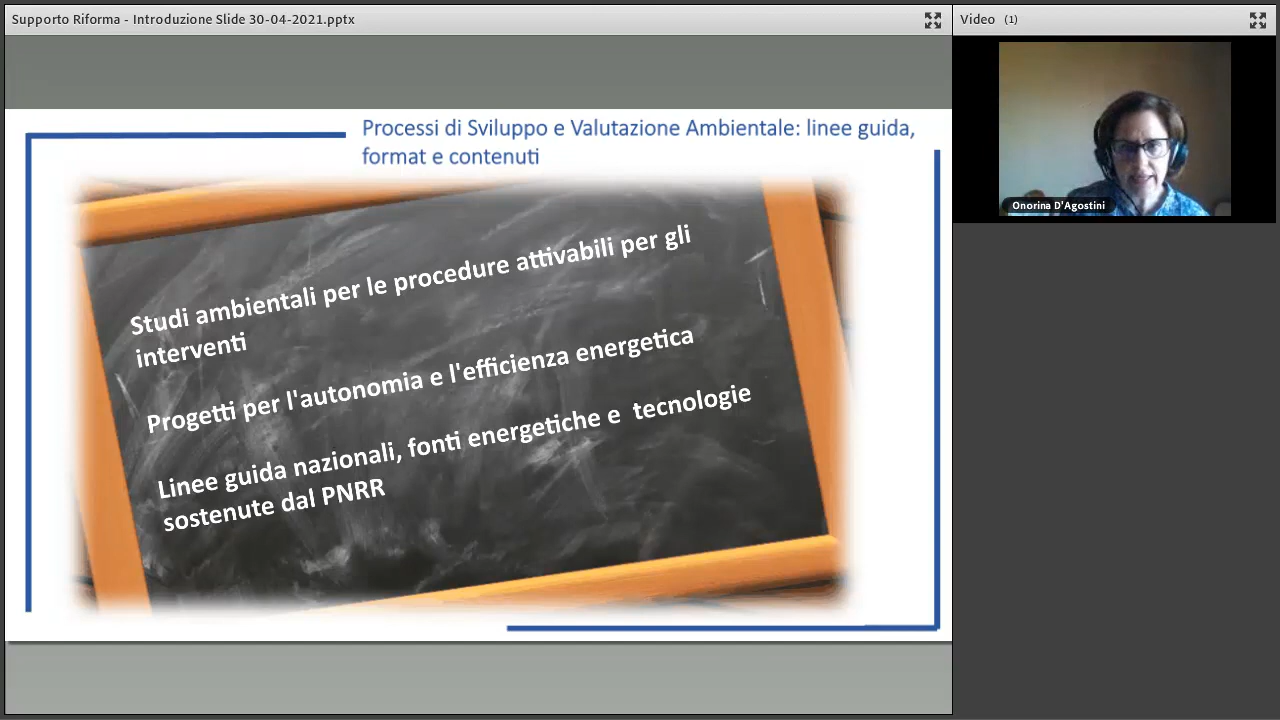 Supporto Riforma - Introduzione Slide 30-04-2021.pptx
Video (1)
Processi di Sviluppo e Valutazione Ambientale: linee guida,
format e contenuti
Studi ambientali per le procedure attivabili per gli
interventi
Progetti per l'autonomia e l'efficienza energetica
Linee guida nazionali, fonti energetiche e tecnologie
sostenute dal PNRR
Onorina D'Agostini